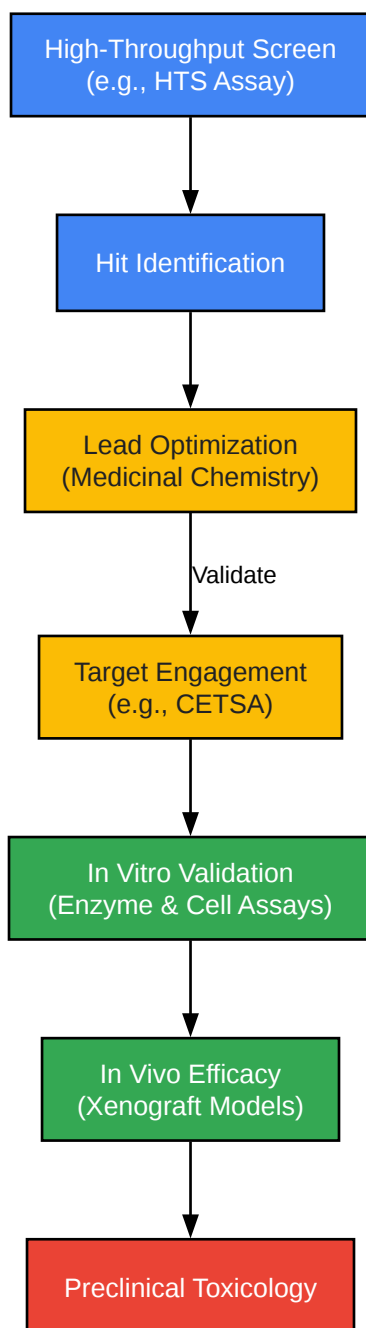 High-Throughput Screen
(e.g., HTS Assay)
Hit Identification
Lead Optimization
(Medicinal Chemistry)
Validate
Target Engagement
(e.g., CETSA)
In Vitro Validation
(Enzyme & Cell Assays)
In Vivo Efficacy
(Xenograft Models)
Preclinical Toxicology